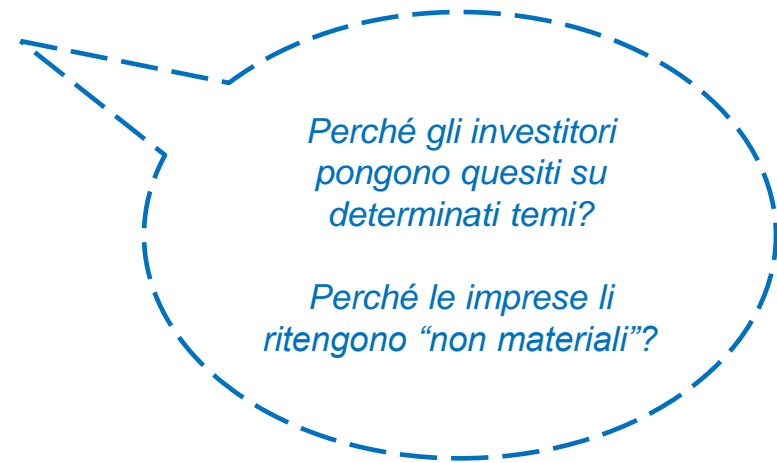 Perché gli investitori
pongono quesiti su
determinati temi?
Perché le imprese li
ritengono “non materiali”?